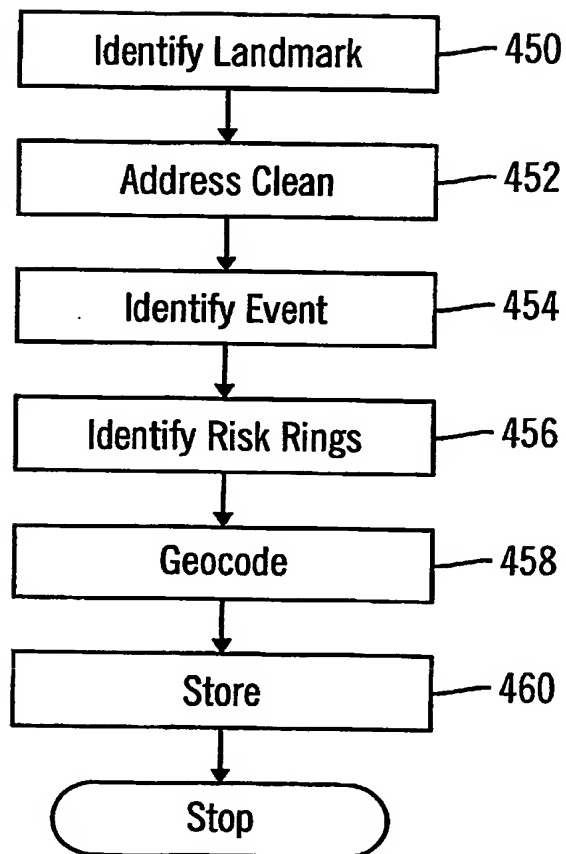 Identify Landmark 450
Address Clean 452
Identify Event 454
Identify Risk Rings 456
Geocode 458
Store 460
Stop